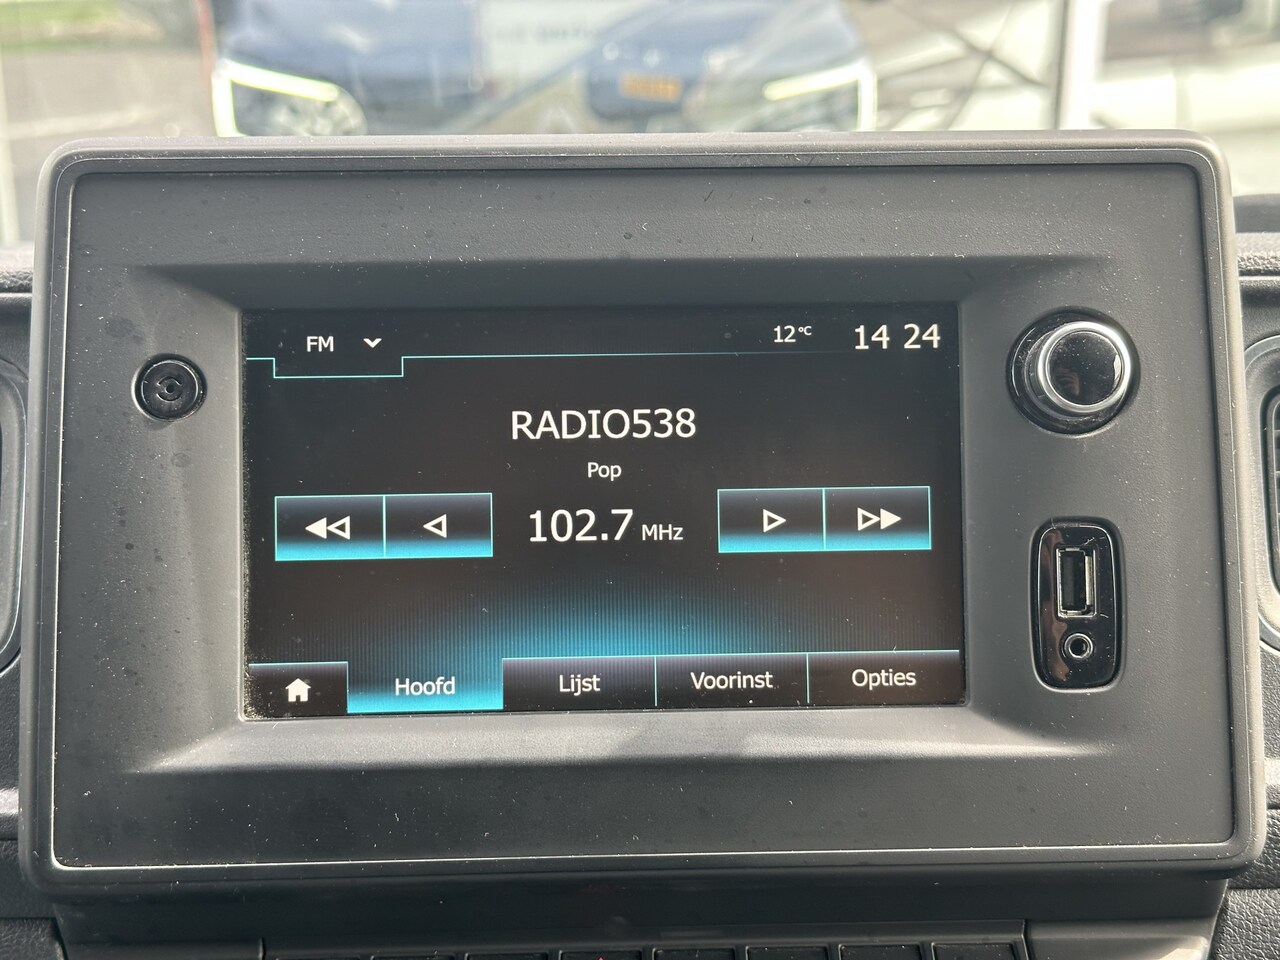 FM
12°C
14 24
RADIO538
Pop
102.7 MHz
Hoofd
Lijst
Voorinst
Opties